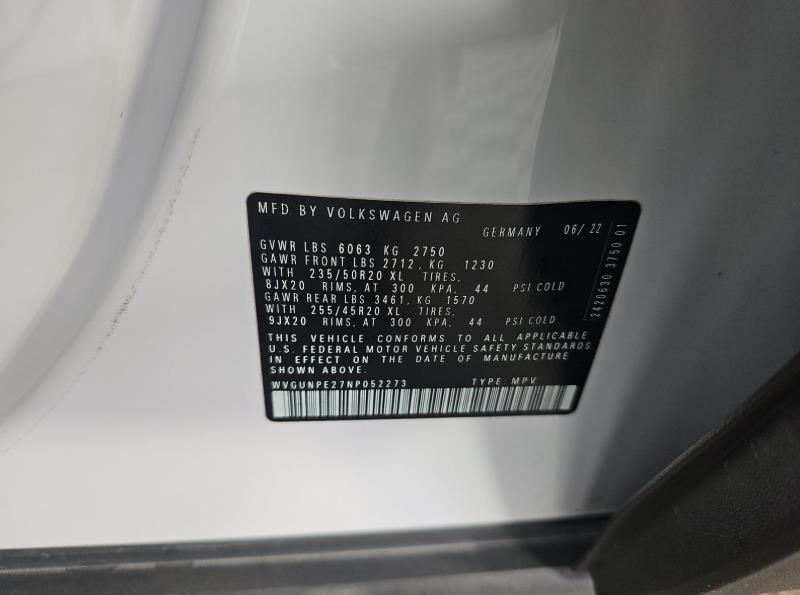 MFD BY VOLKSWAGEN AG
GERMANY 06/ 22
GVWR LBS 6063 KG 2750
GAWR FRONT LBS 2712, KG 1230
WITH 235/50R20 XL TIRES,
8JX20 RIMS, AT 300 KPA, 44 PSI COLD
GAWR REAR LBS 3461, KG 1570
WITH 255/45R20 XL TIRES,
9JX20 RIMS, AT 300 KPA, 44 PSI COLD
THIS VEHICLE CONFORMS TO ALL APPLICABLE
U.S. FEDERAL MOTOR VEHICLE SAFETY STANDARDS
IN EFFECT ON THE DATE OF MANUFACTURE
SHOWN ABOVE.
WVGUNPE27NP052273 TYPE: MPV
2420630 3750 01